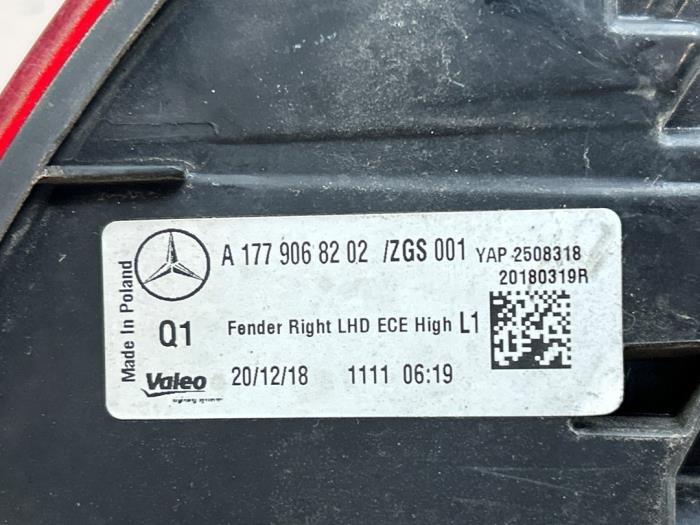 Made In Poland
A 177 906 82 02 /ZGS 001 YAP 2508318
20180319R
Q1 Fender Right LHD ECE High L1
Valeo 20/12/18 1111 06:19